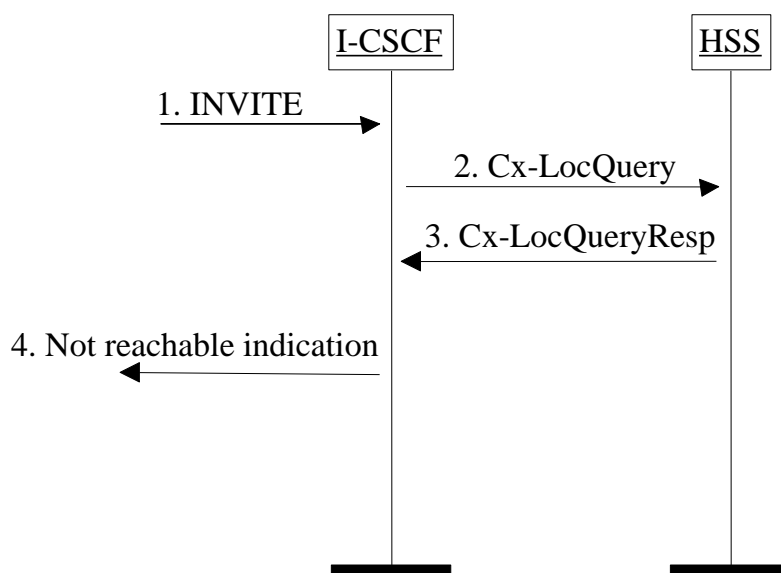 I-CSCF
HSS
1. INVITE
2. Cx-LocQuery
3. Cx-LocQueryResp
4. Not reachable indication